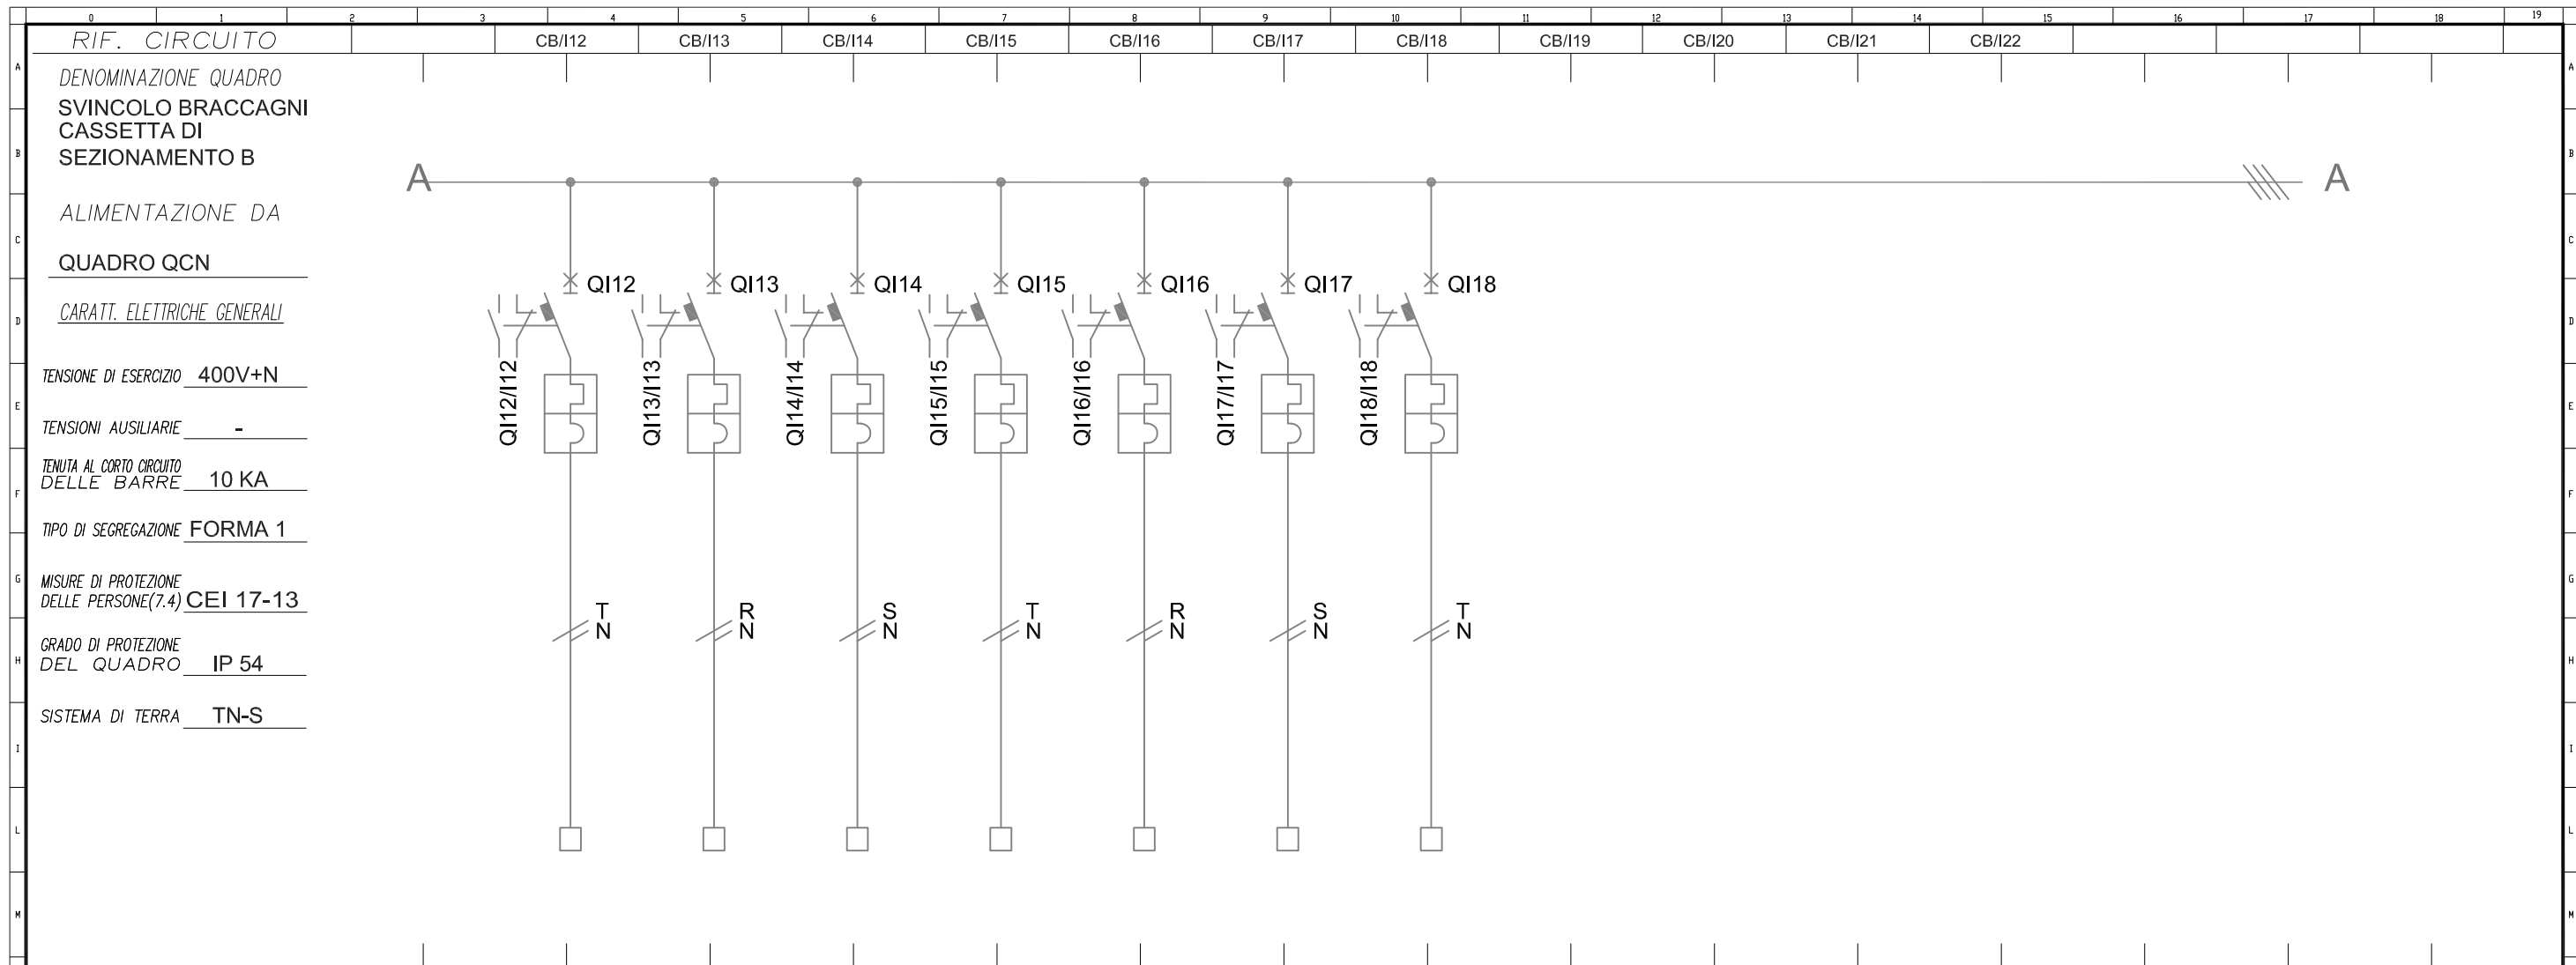 0 1 2 3 4 5 6 7 8 9 10 11 12 13 14 15 16 17 18 19
RIF. CIRCUITO CB/I12 CB/I13 CB/I14 CB/I15 CB/I16 CB/I17 CB/I18 CB/I19 CB/I20 CB/I21 CB/I22
A A
DENOMINAZIONE QUADRO
SVINCOLO BRACCAGNI
CASSETTA DI
SEZIONAMENTO B
B B
A A
ALIMENTAZIONE DA
C C
QUADRO QCN
QI12 QI13 QI14 QI15 QI16 QI17 QI18
CARATT. ELETTRICHE GENERALI
D D
TENSIONE DI ESERCIZIO 400V+N
QI12/I12 QI13/I13 QI14/I14 QI15/I15 QI16/I16 QI17/I17 QI18/I18
E E
TENSIONI AUSILIARIE -
TENUTA AL CORTO CIRCUITO
DELLE BARRE 10 KA
F F
TIPO DI SEGREGAZIONE FORMA 1
G G
MISURE DI PROTEZIONE
DELLE PERSONE(7.4) CEI 17-13
T R S T R S T
N N N N N N N
GRADO DI PROTEZIONE
DEL QUADRO IP 54
H H
SISTEMA DI TERRA TN-S
I I
L L
M M